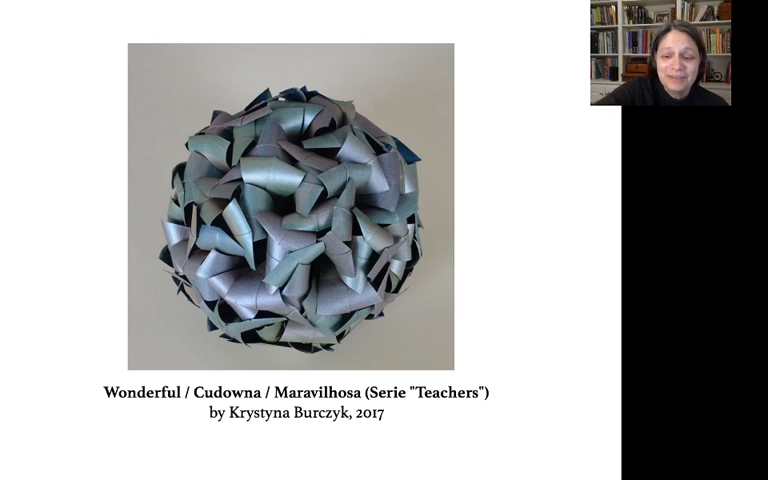 Wonderful / Cudowna / Maravilhosa (Serie "Teachers")
by Krystyna Burczyk, 2017